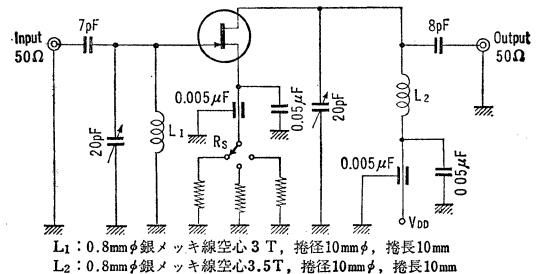 Input
50Ω
7pF
20pF
L1
0.005μF
0.05μF
RS
20pF
8pF
Output
50Ω
L2
0.005μF
0.05μF
VDD
L1：0.8mmφ銀メッキ線空心3T，捲径10mmφ，捲長10mm
L2：0.8mmφ銀メッキ線空心3.5T，捲径10mmφ，捲長10mm